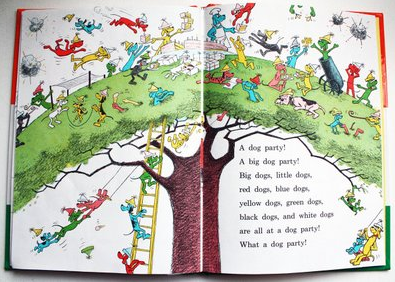 A dog party!
A big dog party!
Big dogs, little dogs,
red dogs, blue dogs,
yellow dogs, green dogs,
black dogs, and white dogs
are all at a dog party!
What a dog party!